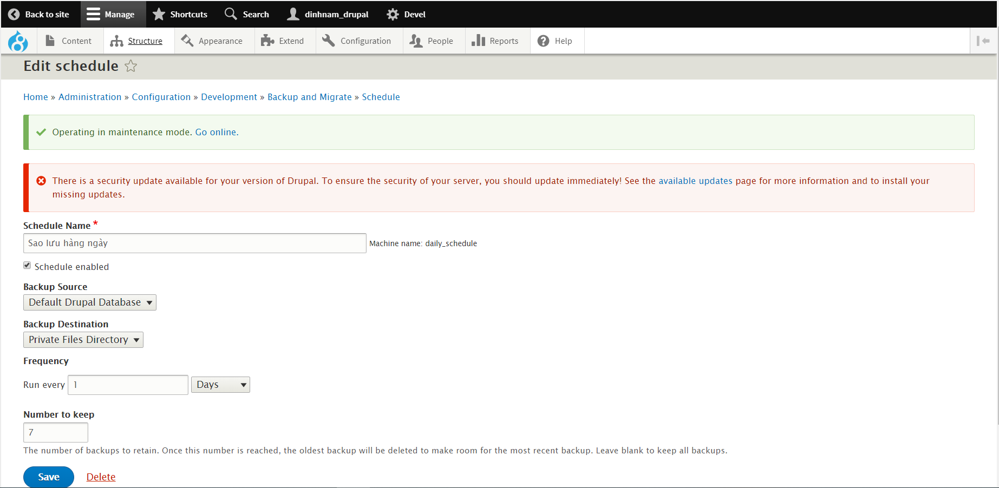 Back to site Manage Shortcuts Search dinhnam_drupal Devel
Content Structure Appearance Extend Configuration People Reports Help
Edit schedule
Home » Administration » Configuration » Development » Backup and Migrate » Schedule
Operating in maintenance mode. Go online.
There is a security update available for your version of Drupal. To ensure the security of your server, you should update immediately! See the available updates page for more information and to install your
missing updates.
Schedule Name *
Sao lưu hàng ngày Machine name: daily_schedule
Schedule enabled
Backup Source
Default Drupal Database
Backup Destination
Private Files Directory
Frequency
Run every 1 Days
Number to keep
7
The number of backups to retain. Once this number is reached, the oldest backup will be deleted to make room for the most recent backup. Leave blank to keep all backups.
Save Delete